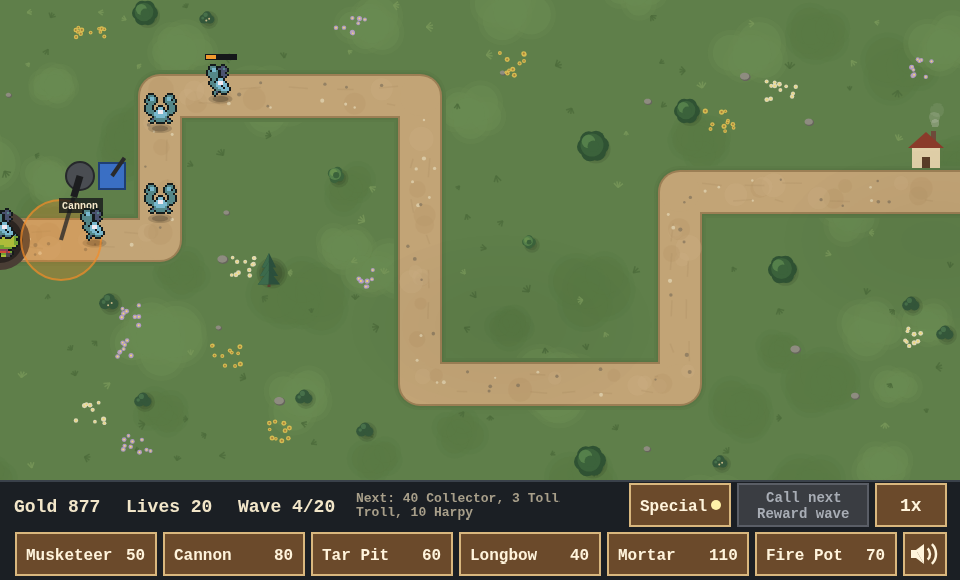 Cannon
Gold 877 Lives 20 Wave 4/20
Next: 40 Collector, 3 Toll
Troll, 10 Harpy
Special
Call next
Reward wave
1x
Musketeer 50
Cannon 80
Tar Pit 60
Longbow 40
Mortar 110
Fire Pot 70